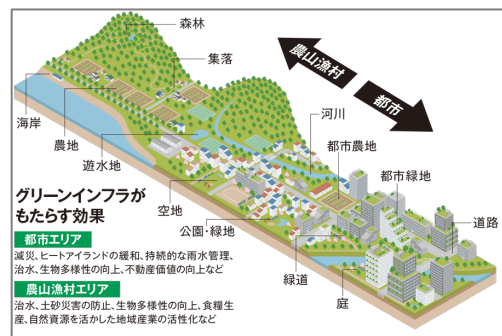 森林
集落
農山漁村
都市
海岸
農地
遊水地
河川
都市農地
都市緑地
道路
空地
公園・緑地
緑道
庭
グリーンインフラが
もたらす効果
都市エリア
減災、ヒートアイランドの緩和、持続的な雨水管理、
治水、生物多様性の向上、不動産価値の向上など
農山漁村エリア
治水、土砂災害の防止、生物多様性の向上、食糧生
産、自然資源を活かした地域産業の活性化など